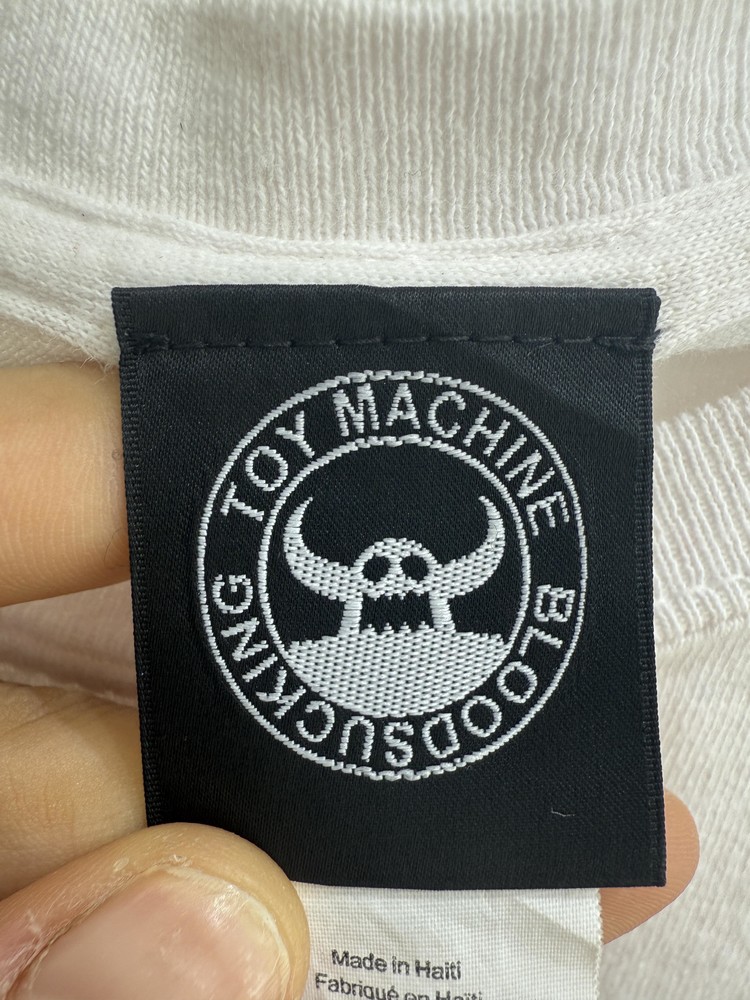 TOY MACHINE BLOODSUCKING
Made in Haiti
Fabriqué en Haïti